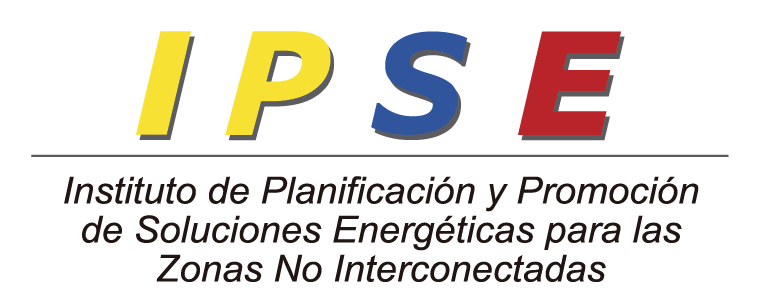 IPSE
Instituto de Planificación y Promoción
de Soluciones Energéticas para las
Zonas No Interconectadas